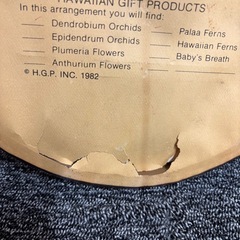 HAWAIIAN GIFT PRODUCTS
In this arrangement you will find:
Dendrobium Orchids
Epidendrum Orchids
Plumeria Flowers
Anthurium Flowers
Palaa Ferns
Hawaiian Ferns
Baby's Breath
© H.G.P. INC. 1982